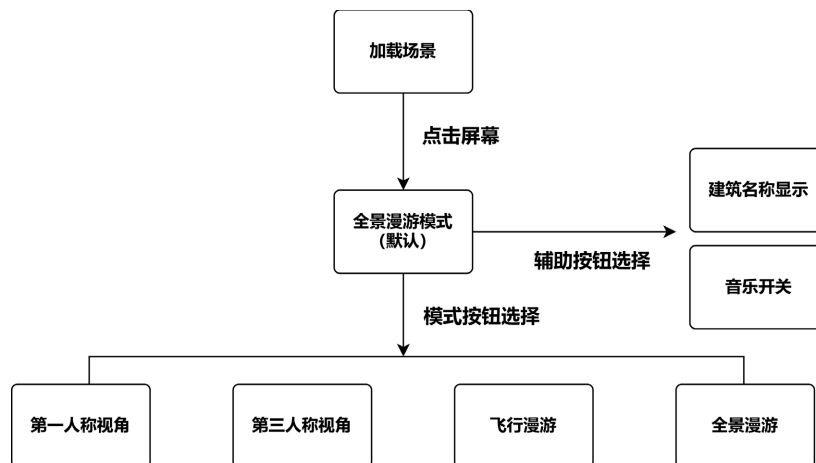 加载场景
点击屏幕
建筑名称显示
全景漫游模式
（默认）
辅助按钮选择
音乐开关
模式按钮选择
第一人称视角
第三人称视角
飞行漫游
全景漫游